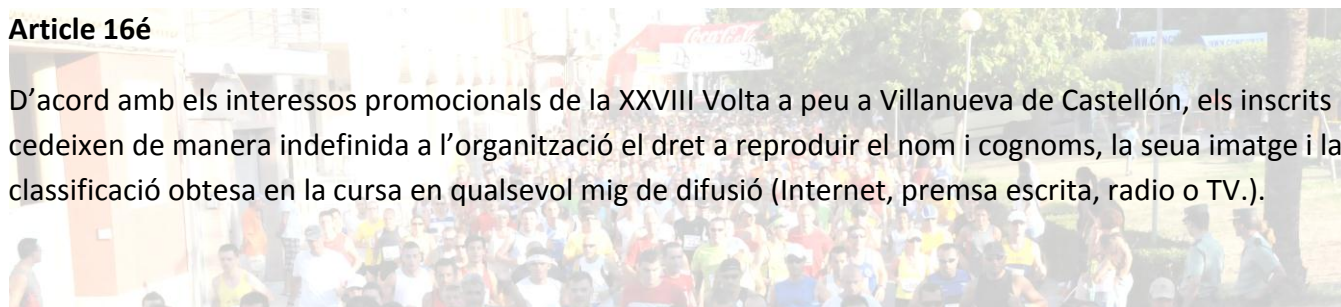 Article 16é
D’acord amb els interessos promocionals de la XXVIII Volta a peu a Villanueva de Castellón, els inscrits
cedeixen de manera indefinida a l’organització el dret a reproduir el nom i cognoms, la seua imatge i la
classificació obtesa en la cursa en qualsevol mig de difusió (Internet, premsa escrita, radio o TV.).
Coca-Cola